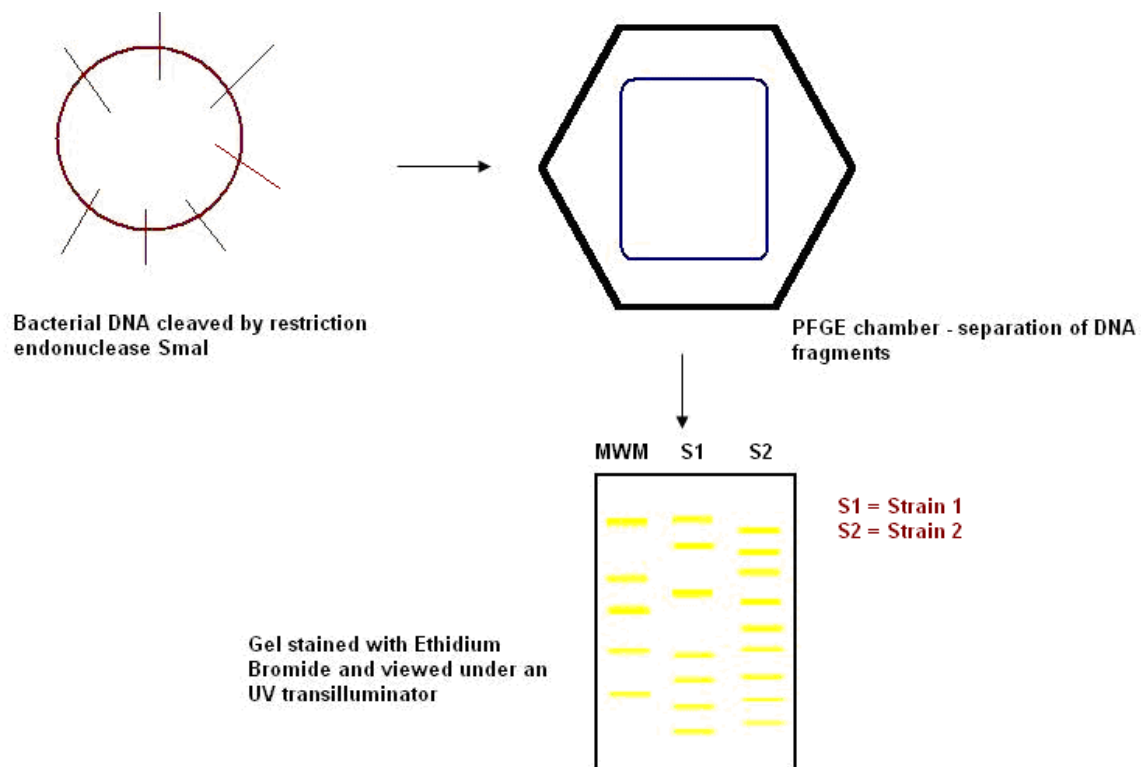 Bacterial DNA cleaved by restriction
endonuclease SmaI
PFGE chamber - separation of DNA
fragments
MWM S1 S2
S1 = Strain 1
S2 = Strain 2
Gel stained with Ethidium
Bromide and viewed under an
UV transilluminator